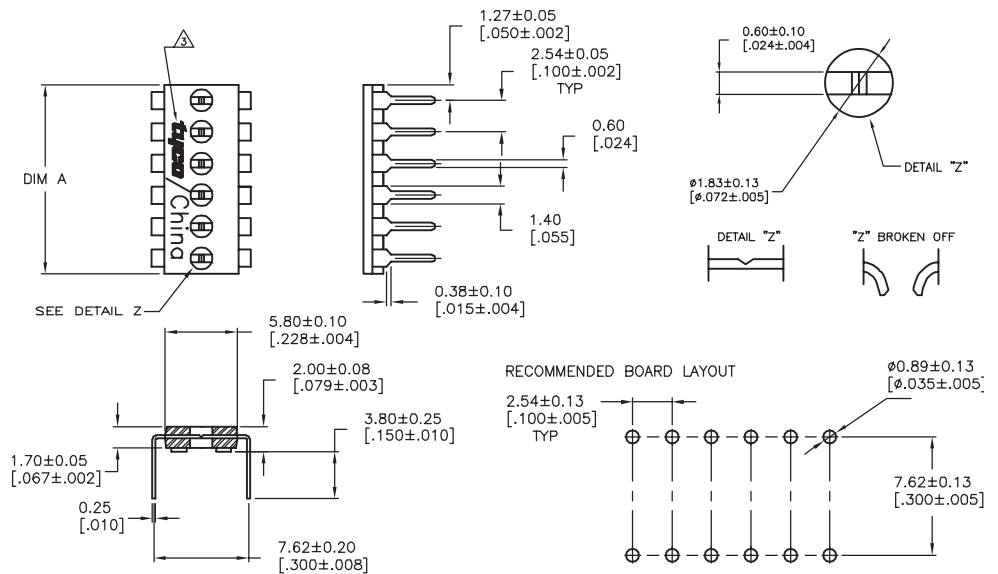 1.27±0.05
[.050±.002]
3
2.54±0.05
[.100±.002]
TYP
0.60±0.10
[.024±.004]
tyco
China
DIM A
0.60
[.024]
DETAIL "Z"
ø1.83±0.13
[ø.072±.005]
1.40
[.055]
DETAIL "Z"
"Z" BROKEN OFF
0.38±0.10
[.015±.004]
SEE DETAIL Z
5.80±0.10
[.228±.004]
2.00±0.08
[.079±.003]
3.80±0.25
[.150±.010]
1.70±0.05
[.067±.002]
0.25
[.010]
7.62±0.20
[.300±.008]
RECOMMENDED BOARD LAYOUT
2.54±0.13
[.100±.005]
TYP
ø0.89±0.13
[ø.035±.005]
7.62±0.13
[.300±.005]